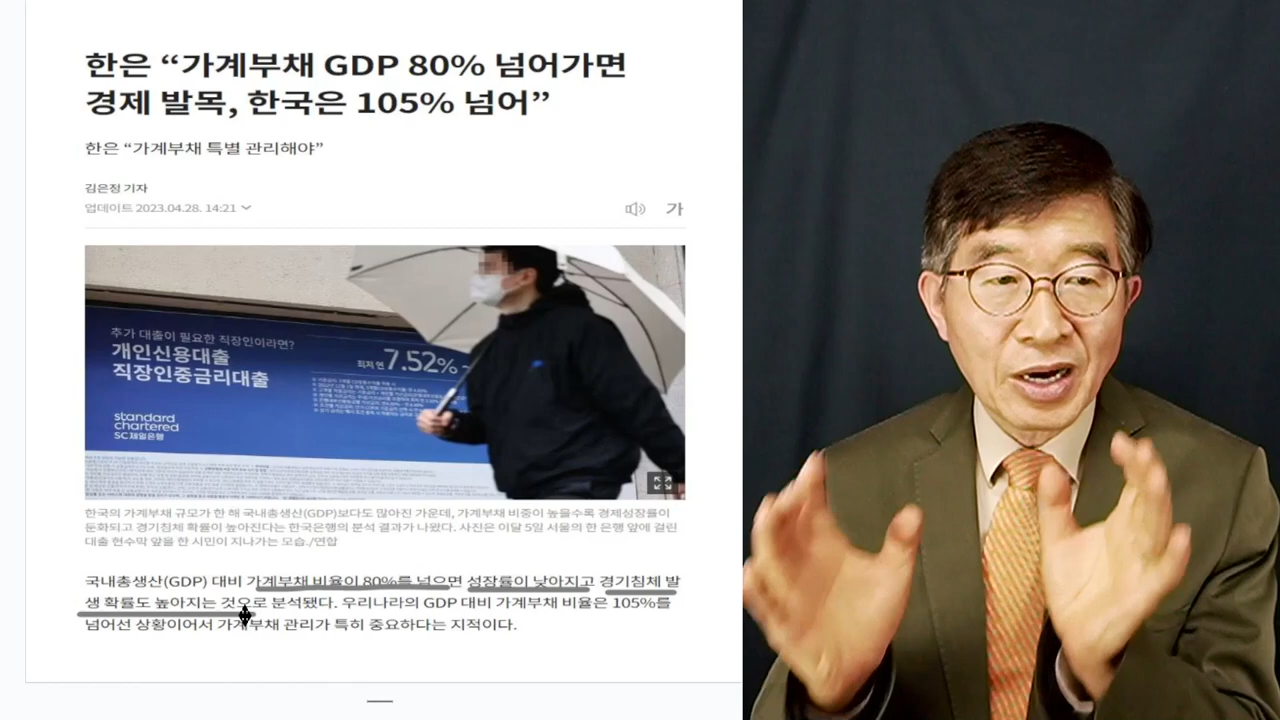 한은 “가계부채 GDP 80% 넘어가면
경제 발목, 한국은 105% 넘어”
한은 “가계부채 특별 관리해야”
김은정 기자
업데이트 2023.04.28. 14:21
가
추가 대출이 필요한 직장인이라면?
개인신용대출
직장인중금리대출
최저 연 7.52% ~
standard
chartered
SC제일은행
한국의 가계부채 규모가 한 해 국내총생산(GDP)보다도 많아진 가운데, 가계부채 비중이 높을수록 경제성장률이
둔화되고 경기침체 확률이 높아진다는 한국은행의 분석 결과가 나왔다. 사진은 이달 5일 서울의 한 은행 앞에 걸린
대출 현수막 앞을 한 시민이 지나가는 모습./연합
국내총생산(GDP) 대비 가계부채 비율이 80%를 넘으면 성장률이 낮아지고 경기침체 발
생 확률도 높아지는 것으로 분석됐다. 우리나라의 GDP 대비 가계부채 비율은 105%를
넘어선 상황이어서 가계부채 관리가 특히 중요하다는 지적이다.